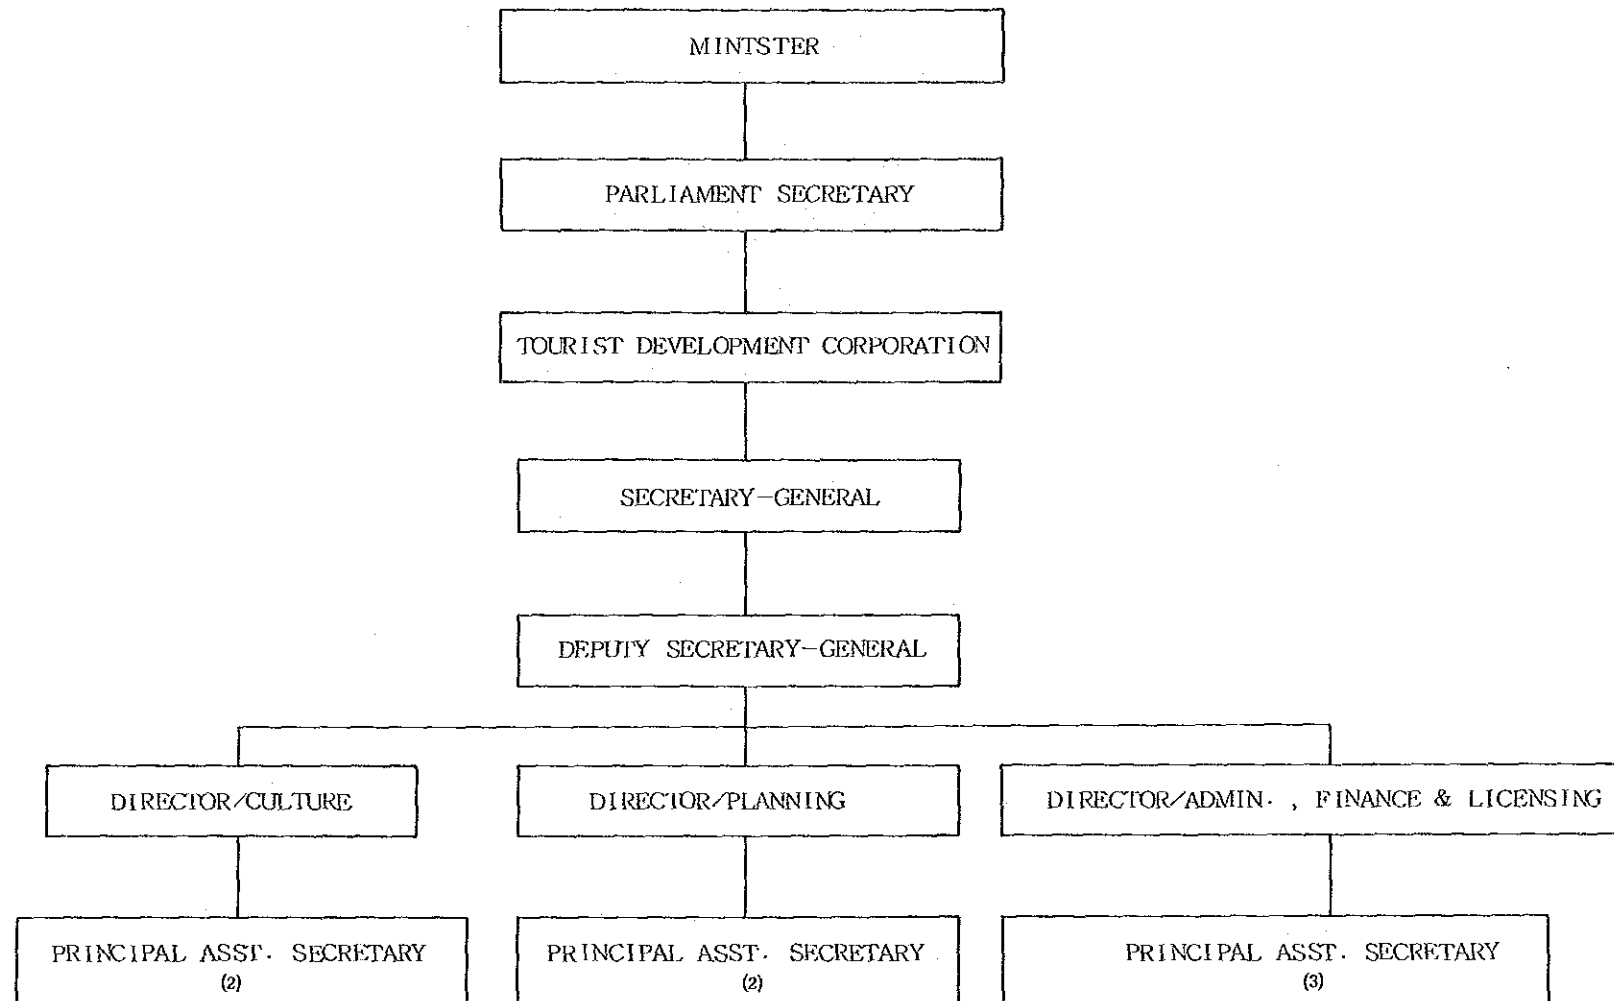 MINTSTER
PARLIAMENT SECRETARY
TOURIST DEVELOPMENT CORPORATION
SECRETARY-GENERAL
DEPUTY SECRETARY-GENERAL
DIRECTOR/CULTURE
DIRECTOR/PLANNING
DIRECTOR/ADMIN. , FINANCE & LICENSING
PRINCIPAL ASST. SECRETARY
(2)
PRINCIPAL ASST. SECRETARY
(2)
PRINCIPAL ASST. SECRETARY
(3)